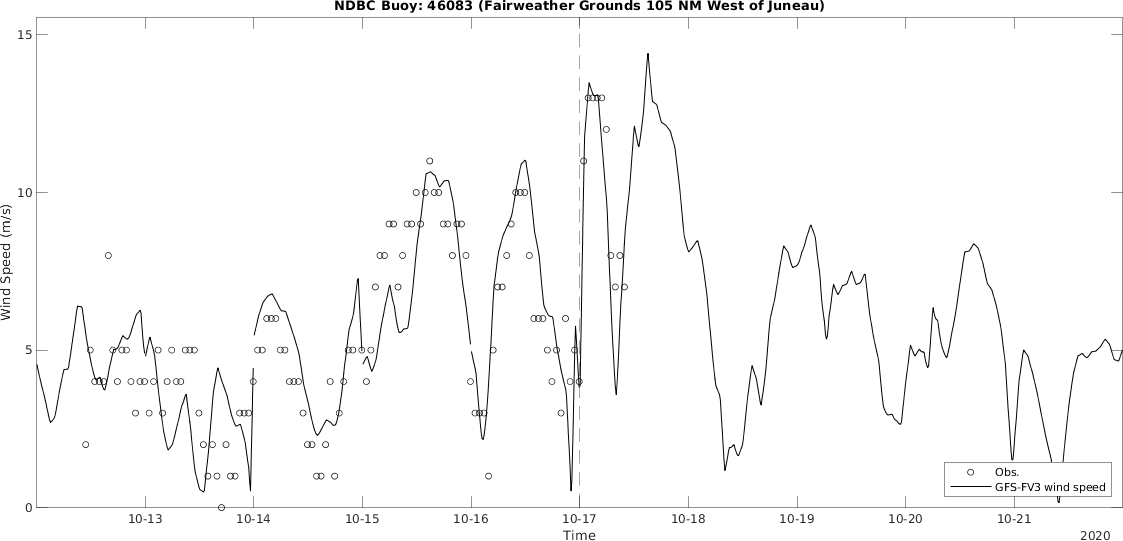 NDBC Buoy: 46083 (Fairweather Grounds 105 NM West of Juneau)
15
10
5
0
Wind Speed (m/s)
10-13
10-14
10-15
10-16
10-17
10-18
10-19
10-20
10-21
Time
2020
Obs.
GFS-FV3 wind speed